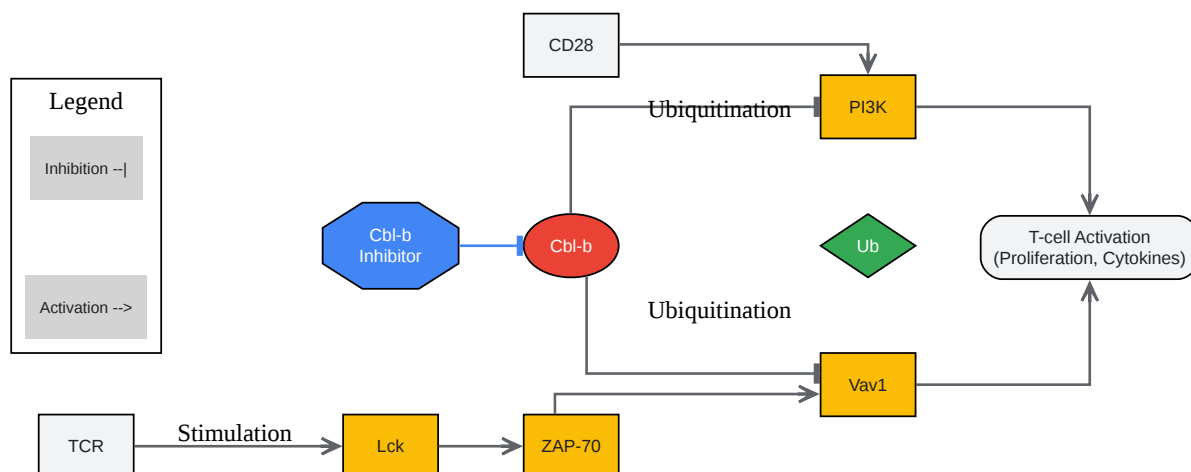 CD28
Legend
Ubiquitination
PI3K
Inhibition --|
Cbl-b
Inhibitor
Cbl-b
Ub
T-cell Activation
(Proliferation, Cytokines)
Activation -->
Ubiquitination
Vav1
TCR
Stimulation
Lck
ZAP-70